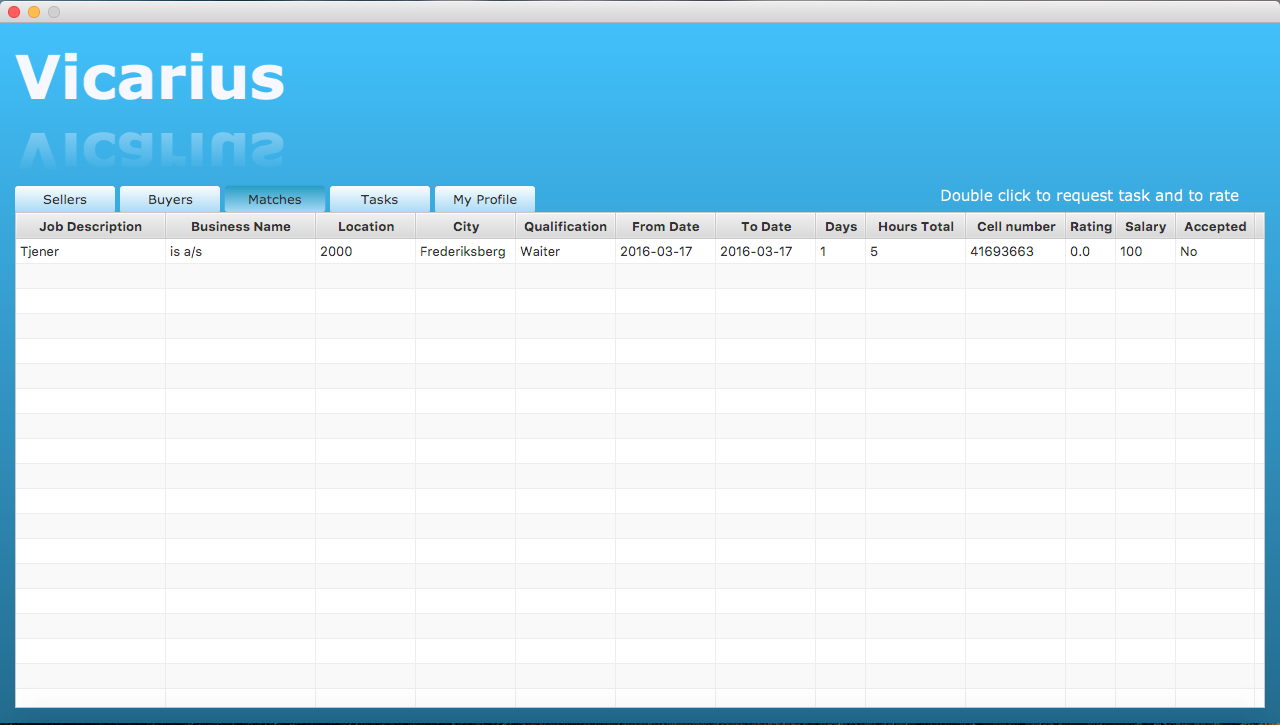 Vicarius
Sellers Buyers Matches Tasks My Profile Double click to request task and to rate
Job Description Business Name Location City Qualification From Date To Date Days Hours Total Cell number Rating Salary Accepted
Tjener is a/s 2000 Frederiksberg Waiter 2016-03-17 2016-03-17 1 5 41693663 0.0 100 No